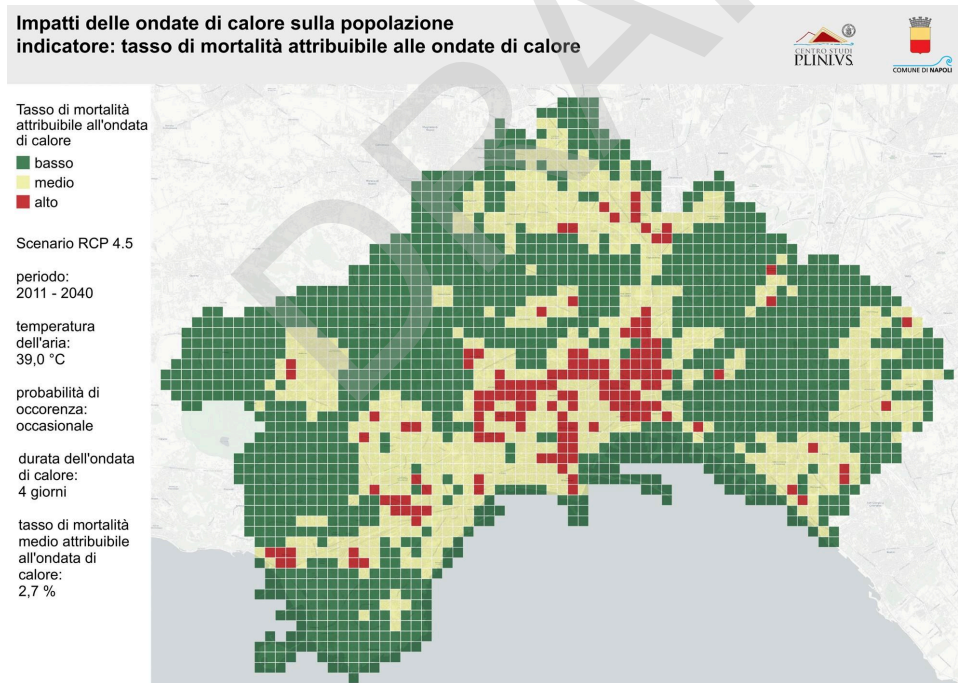 Impatti delle ondate di calore sulla popolazione
indicatore: tasso di mortalità attribuibile alle ondate di calore
CENTRO STUDI
PLINIVS
COMUNE DI NAPOLI
Tasso di mortalità
attribuibile all'ondata
di calore
basso
medio
alto
Scenario RCP 4.5
periodo:
2011 - 2040
temperatura
dell'aria:
39,0 °C
probabilità di
occorenza:
occasionale
durata dell'ondata
di calore:
4 giorni
tasso di mortalità
medio attribuibile
all'ondata di
calore:
2,7 %